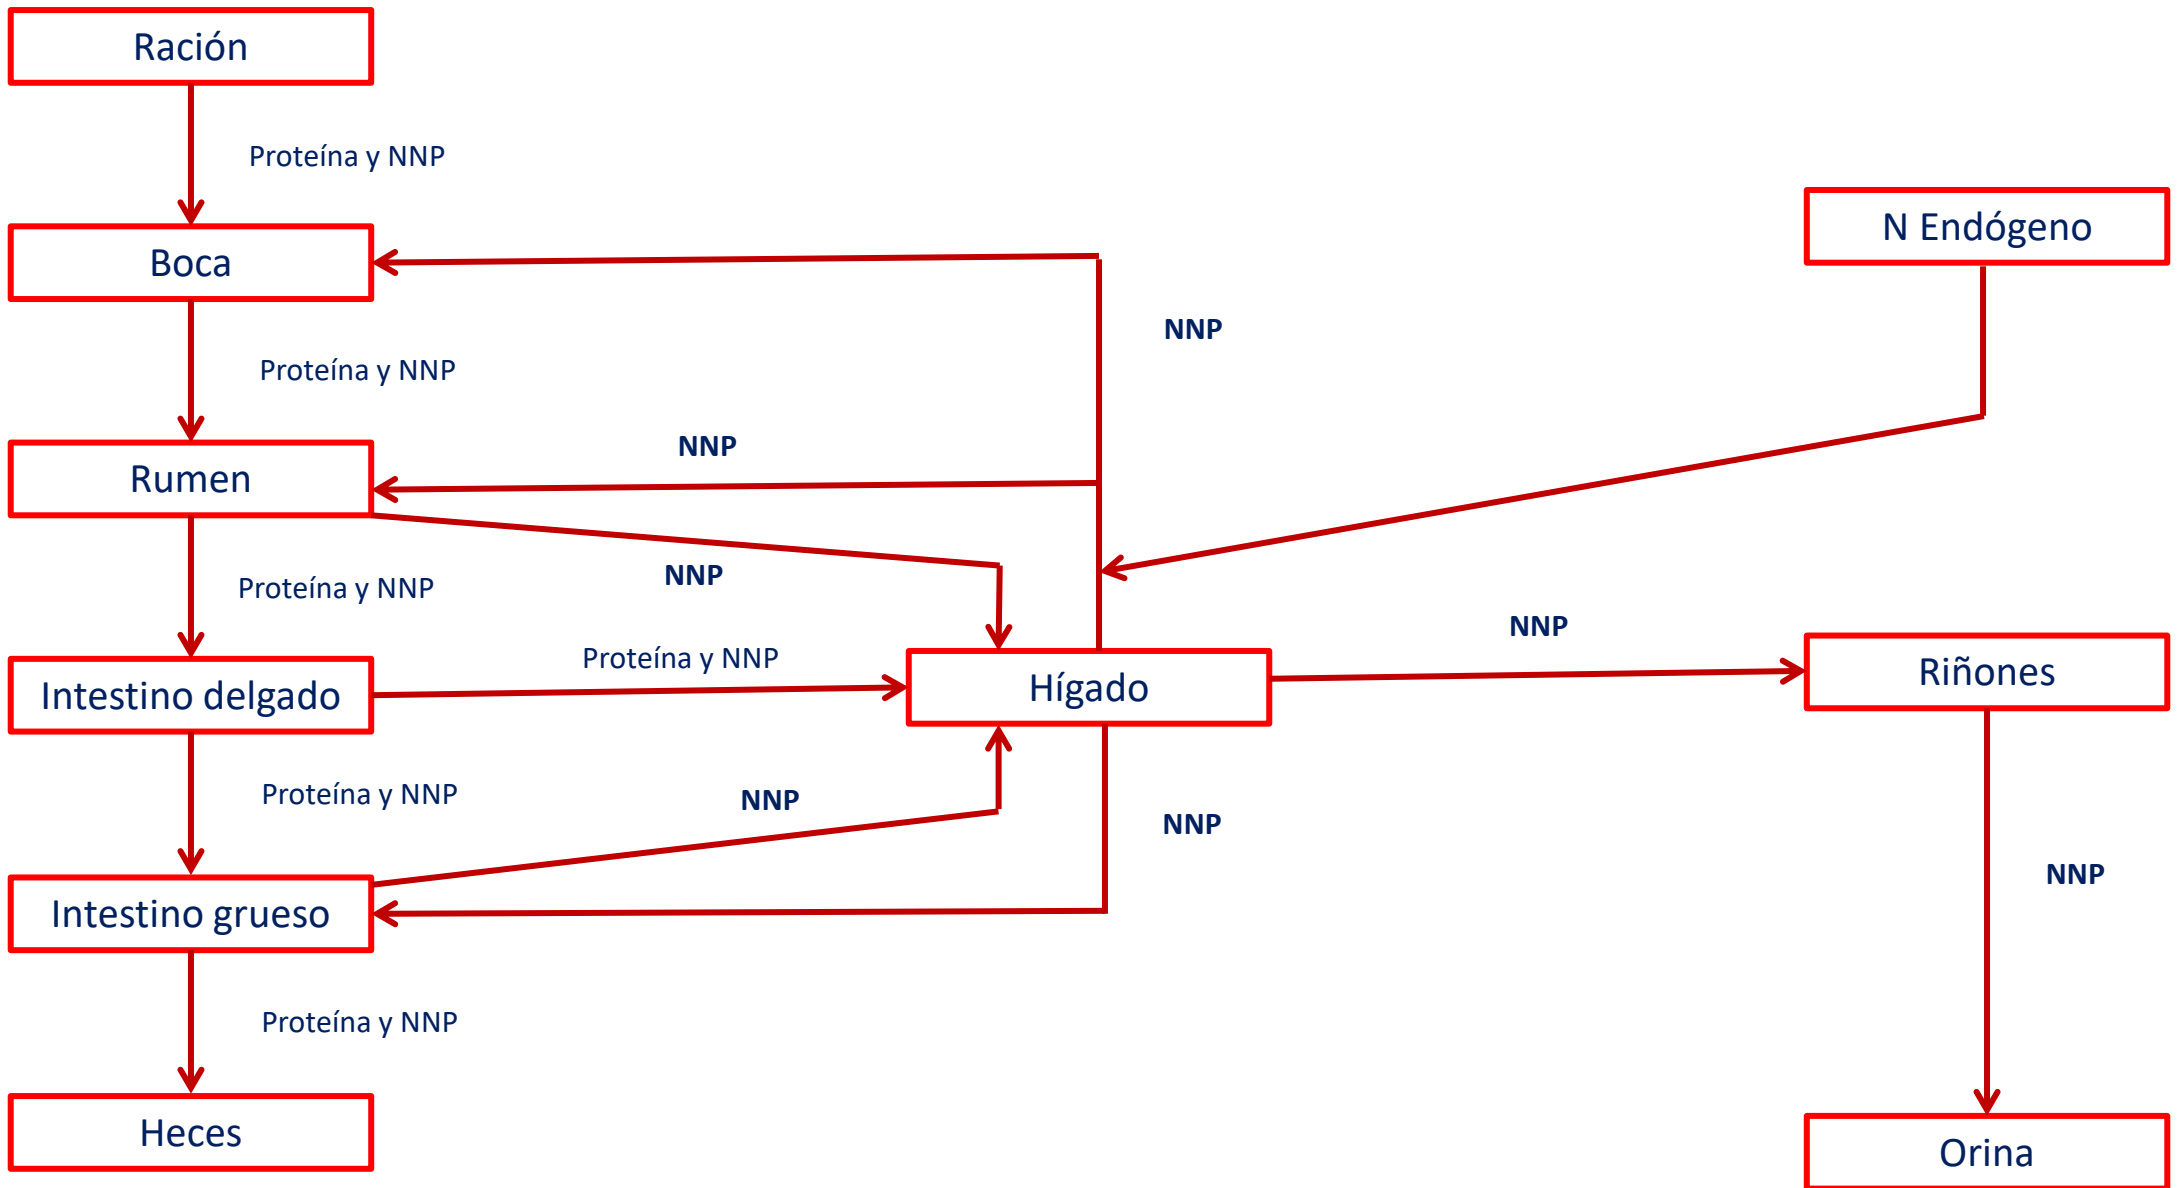 Ración
Proteína y NNP
N Endógeno
Boca
NNP
Proteína y NNP
NNP
Rumen
NNP
Proteína y NNP
NNP
Proteína y NNP
Riñones
Hígado
Intestino delgado
Proteína y NNP
NNP
NNP
NNP
Intestino grueso
Proteína y NNP
Heces
Orina